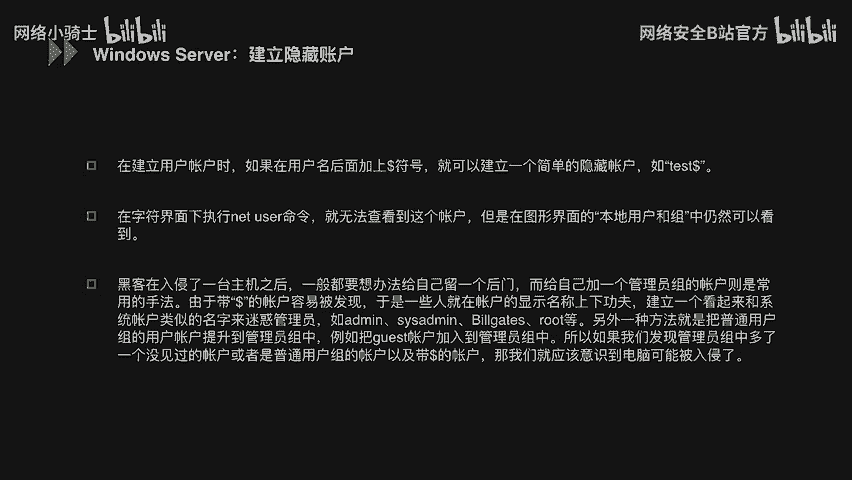 网络小骑士 bilibili
网络安全B站官方 bilibili
Windows Server：建立隐藏账户
在建立用户帐户时，如果在用户名后面加上$符号，就可以建立一个简单的隐藏帐户，如“test$”。
在字符界面下执行net user命令，就无法查看到这个帐户，但是在图形界面的“本地用户和组”中仍然可以看
到。
黑客在入侵了一台主机之后，一般都要想办法给自己留一个后门，而给自己加一个管理员组的帐户则是常
用的手法。由于带“$”的帐户容易被发现，于是一些人就在帐户的显示名称上下功夫，建立一个看起来和系
统帐户类似的名字来迷惑管理员，如admin、sysadmin、Billgates、root等。另外一种方法就是把普通用户
组的用户帐户提升到管理员组中，例如把guest帐户加入到管理员组中。所以如果我们发现管理员组中多了
一个没见过的帐户或者是普通用户组的帐户以及带$的帐户，那我们就应该意识到电脑可能被入侵了。